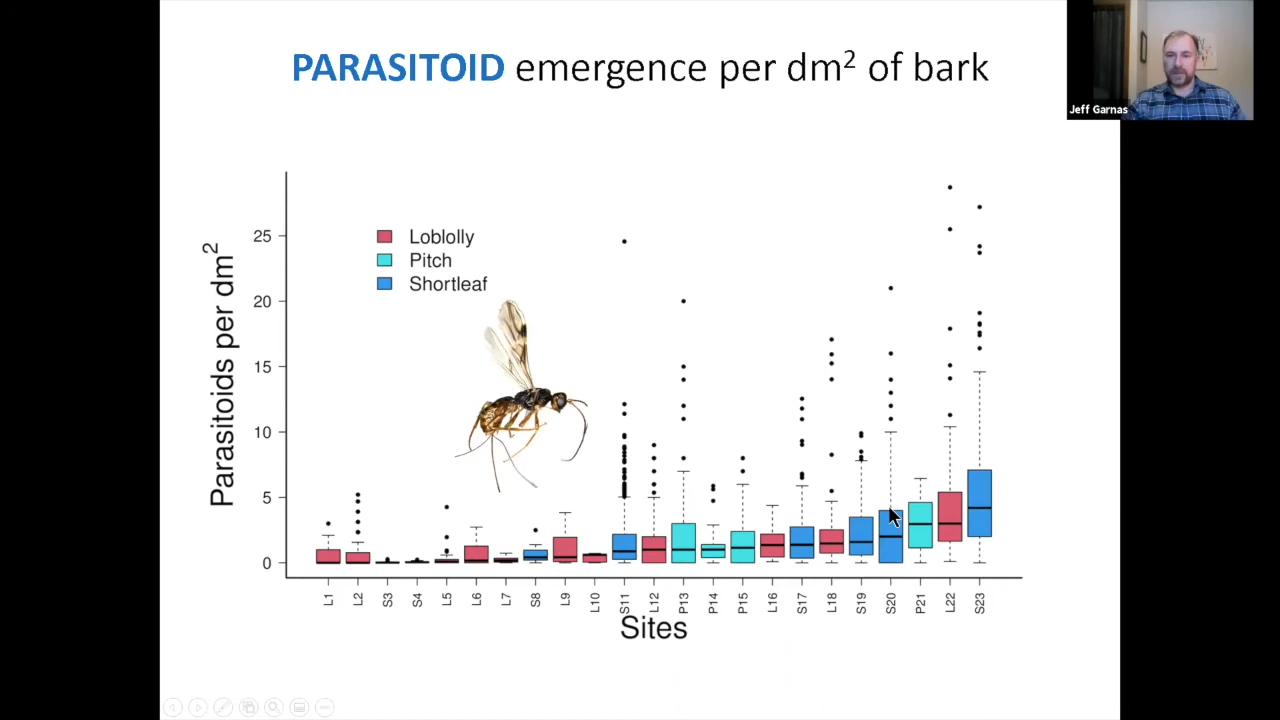 PARASITOID emergence per dm² of bark
Jeff Garnas
Parasitoids per dm²
25
20
15
10
5
0
Loblolly
Pitch
Shortleaf
L1 L2 S3 S4 L5 L6 L7 S8 L9 L10 S11 L12 P13 P14 P15 L16 S17 L18 S19 S20 P21 L22 S23
Sites